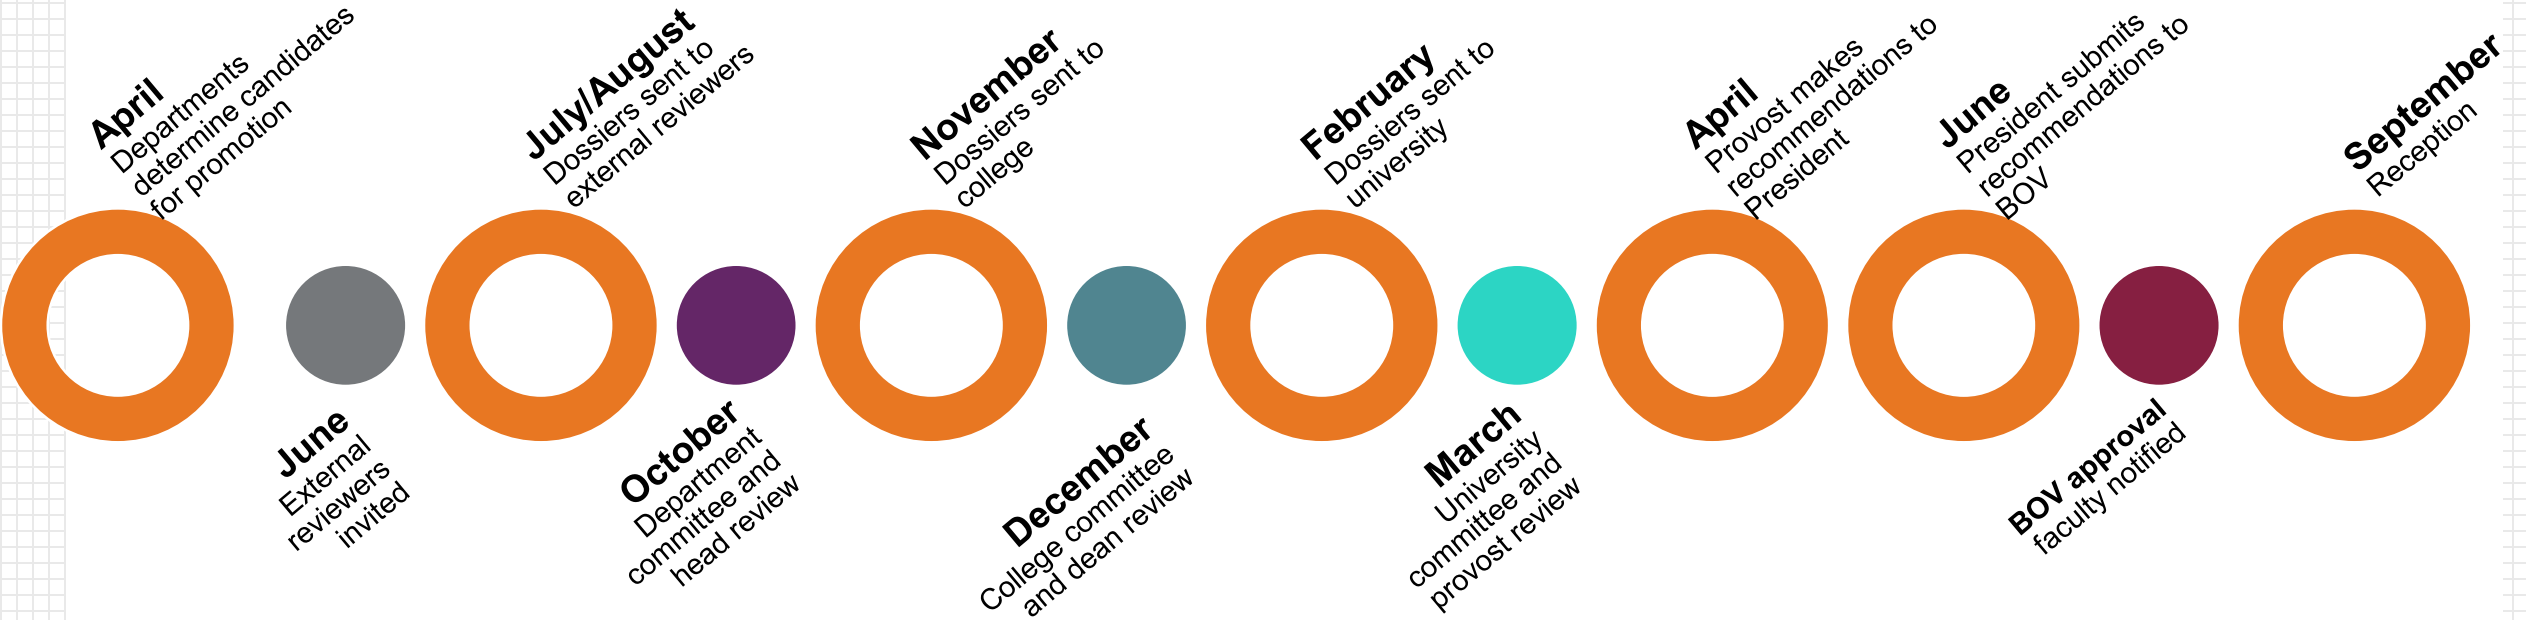 April
Departments
determine candidates
for promotion
June
External
reviewers
invited
July/August
Dossiers sent to
external reviewers
October
Department
committee and
head review
November
Dossiers sent to
college
December
College committee
and dean review
February
Dossiers sent to
university
March
University
committee and
provost review
April
Provost makes
recommendations to
President
June
President submits
recommendations to
BOV
BOV approval
faculty notified
September
Reception